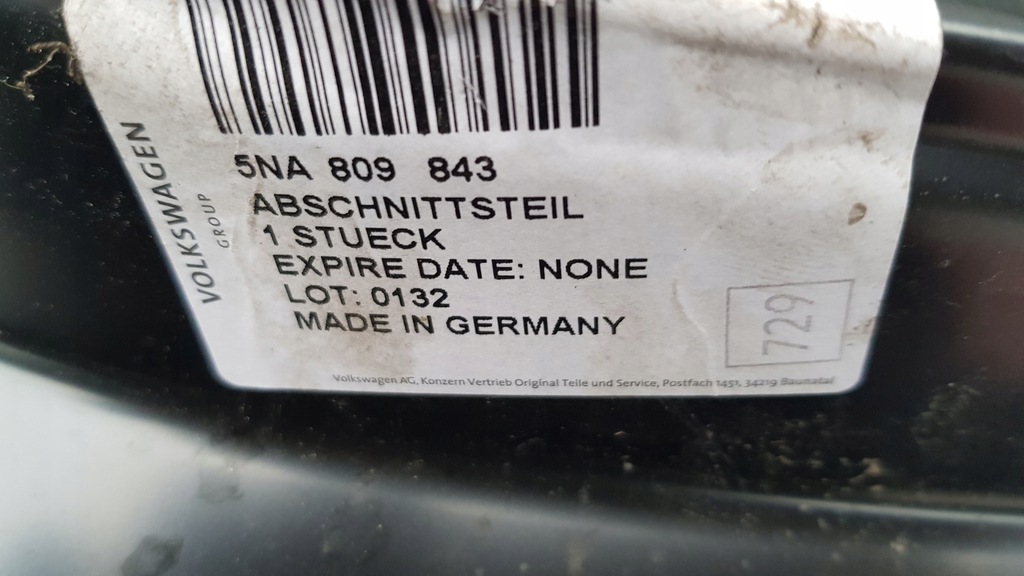 5NA 809 843
ABSCHNITTSTEIL
1 STUECK
EXPIRE DATE: NONE
LOT: 0132
MADE IN GERMANY
VOLKSWAGEN
GROUP
729
Volkswagen AG, Konzern Vertrieb Original Teile und Service, Postfach 1451, 34219 Baunatal